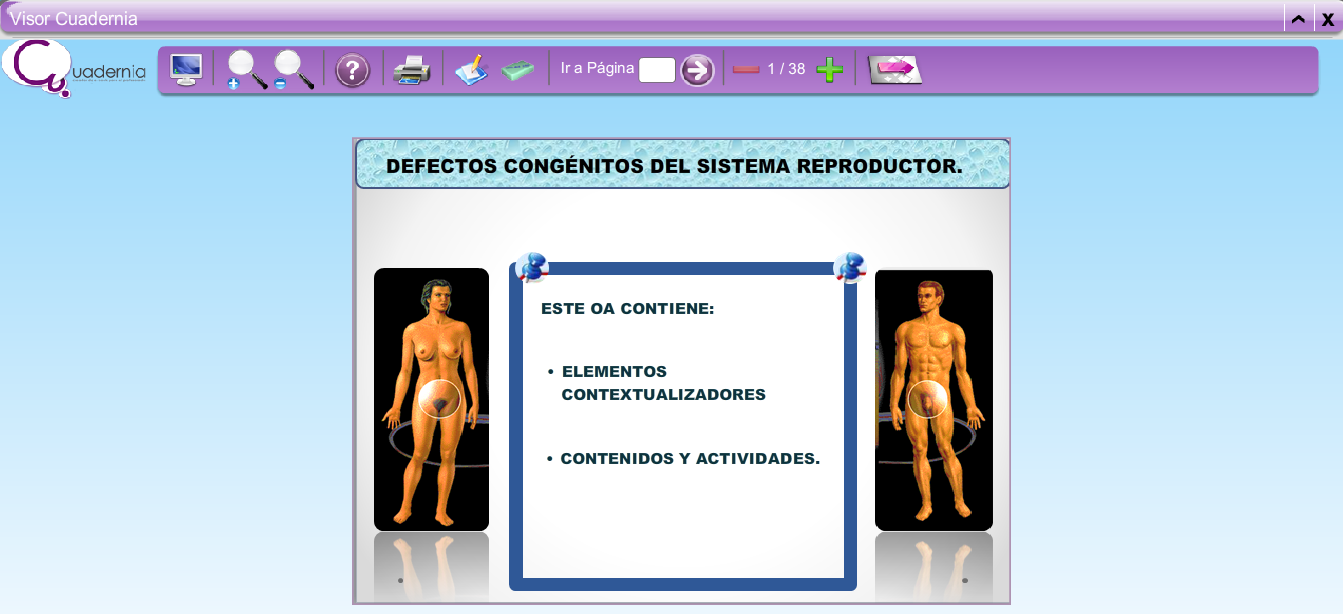 Visor Cuadernia
X
uadernia
Ir a Página
1 / 38
DEFECTOS CONGÉNITOS DEL SISTEMA REPRODUCTOR.
ESTE OA CONTIENE:
• ELEMENTOS
CONTEXTUALIZADORES
• CONTENIDOS Y ACTIVIDADES.